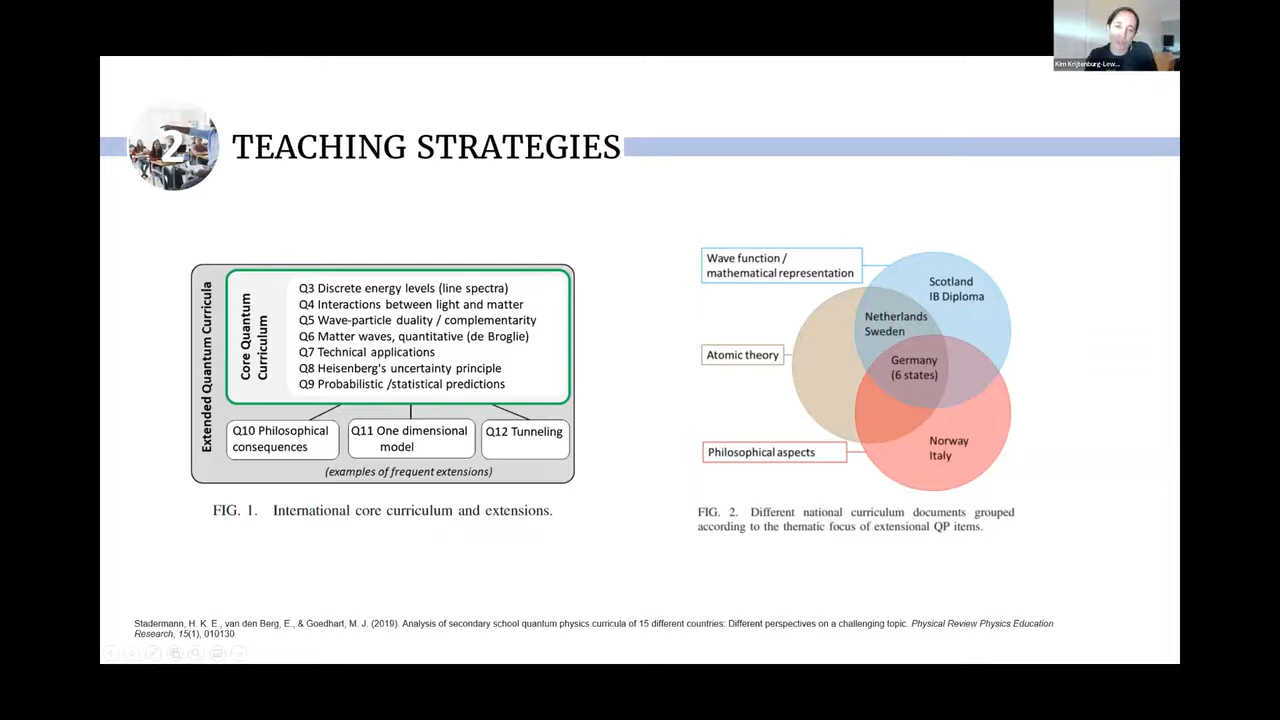 Kim Krijtenburg-Lew...
2
TEACHING STRATEGIES
Extended Quantum Curricula
Core Quantum
Curriculum
Q3 Discrete energy levels (line spectra)
Q4 Interactions between light and matter
Q5 Wave-particle duality / complementarity
Q6 Matter waves, quantitative (de Broglie)
Q7 Technical applications
Q8 Heisenberg's uncertainty principle
Q9 Probabilistic /statistical predictions
Q10 Philosophical
consequences
Q11 One dimensional
model
Q12 Tunneling
(examples of frequent extensions)
FIG. 1. International core curriculum and extensions.
Wave function /
mathematical representation
Atomic theory
Philosophical aspects
Scotland
IB Diploma
Netherlands
Sweden
Germany
(6 states)
Norway
Italy
FIG. 2. Different national curriculum documents grouped
according to the thematic focus of extensional QP items.
Stadermann, H. K. E., van den Berg, E., & Goedhart, M. J. (2019). Analysis of secondary school quantum physics curricula of 15 different countries: Different perspectives on a challenging topic. Physical Review Physics Education
Research, 15(1), 010130.